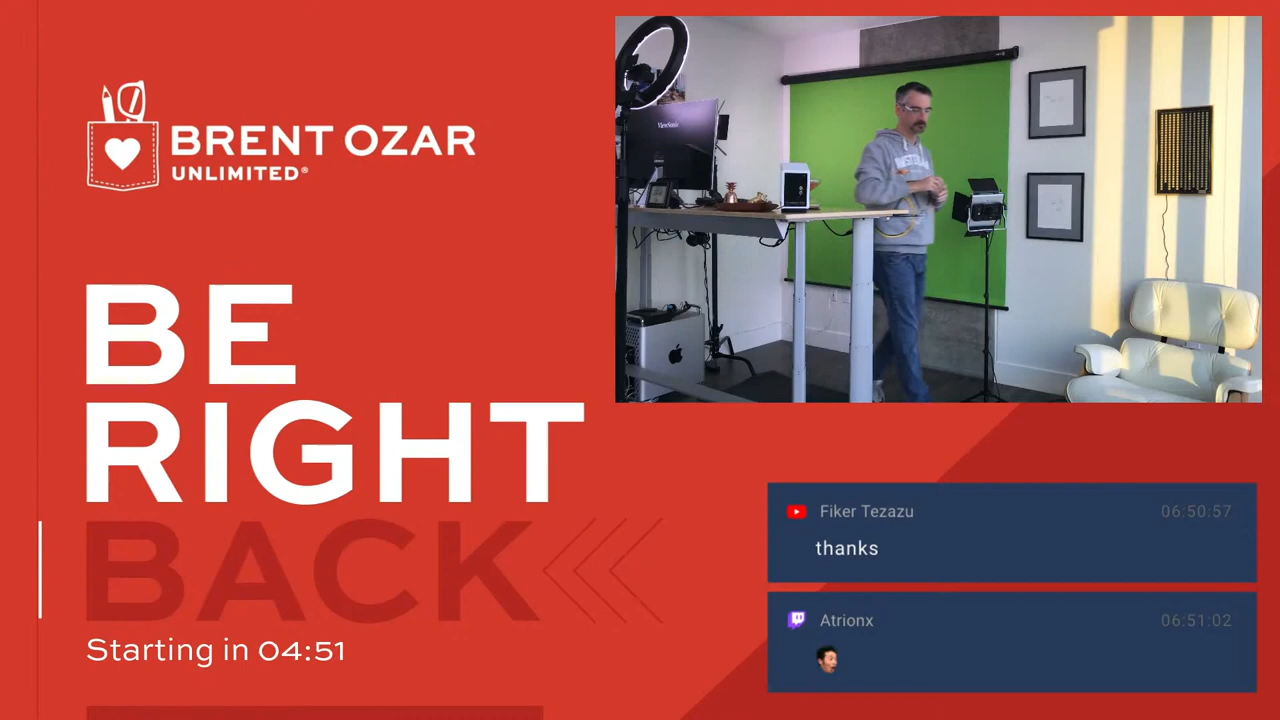 BRENT OZAR
UNLIMITED®
BE
RIGHT
BACK
Starting in 04:51
ViewSonic
Fiker Tezazu 06:50:57
thanks
Atrionx 06:51:02